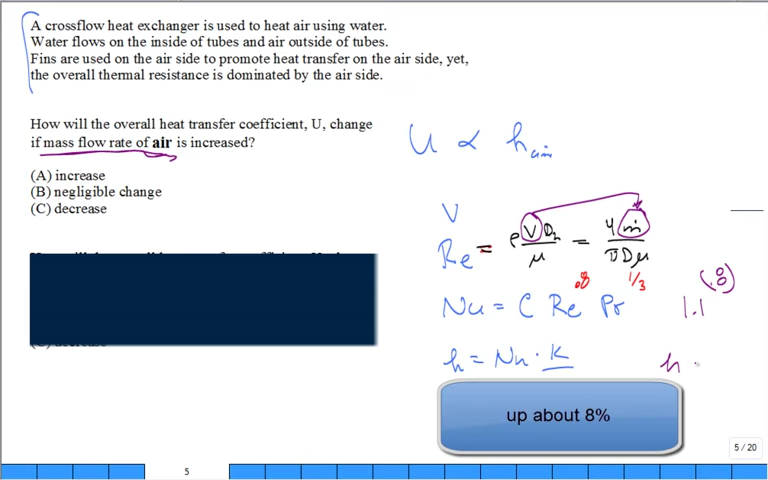 A crossflow heat exchanger is used to heat air using water.
Water flows on the inside of tubes and air outside of tubes.
Fins are used on the air side to promote heat transfer on the air side, yet,
the overall thermal resistance is dominated by the air side.
How will the overall heat transfer coefficient, U, change
if mass flow rate of air is increased?
(A) increase
(B) negligible change
(C) decrease
U ∝ h_air
V
Re = ρVD_h/μ = 4ṁ/πDμ
Nu = C Re^.8 Pr^1/3
1.1^(.8)
h = Nu · k
h
up about 8%
5 / 20
5